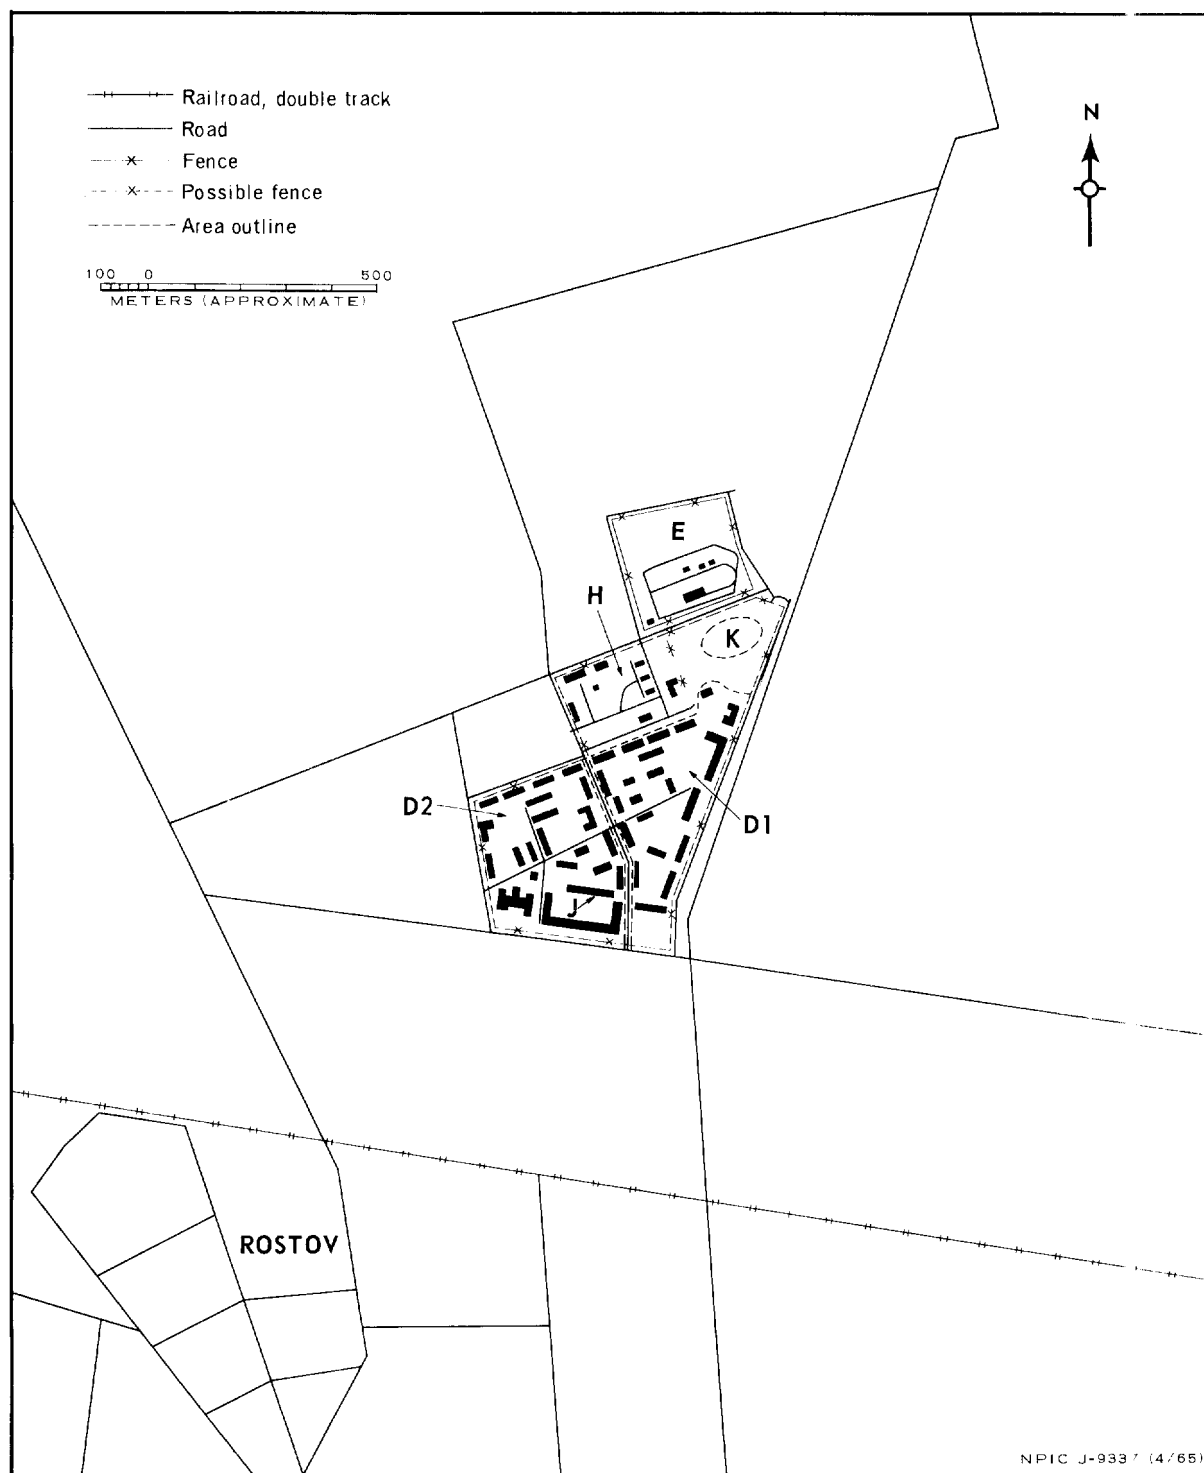 Railroad, double track
Road
Fence
Possible fence
Area outline
100 0 500
METERS (APPROXIMATE)
N
E
H
K
D2
D1
J
ROSTOV
NPIC J-9337 (4/65)